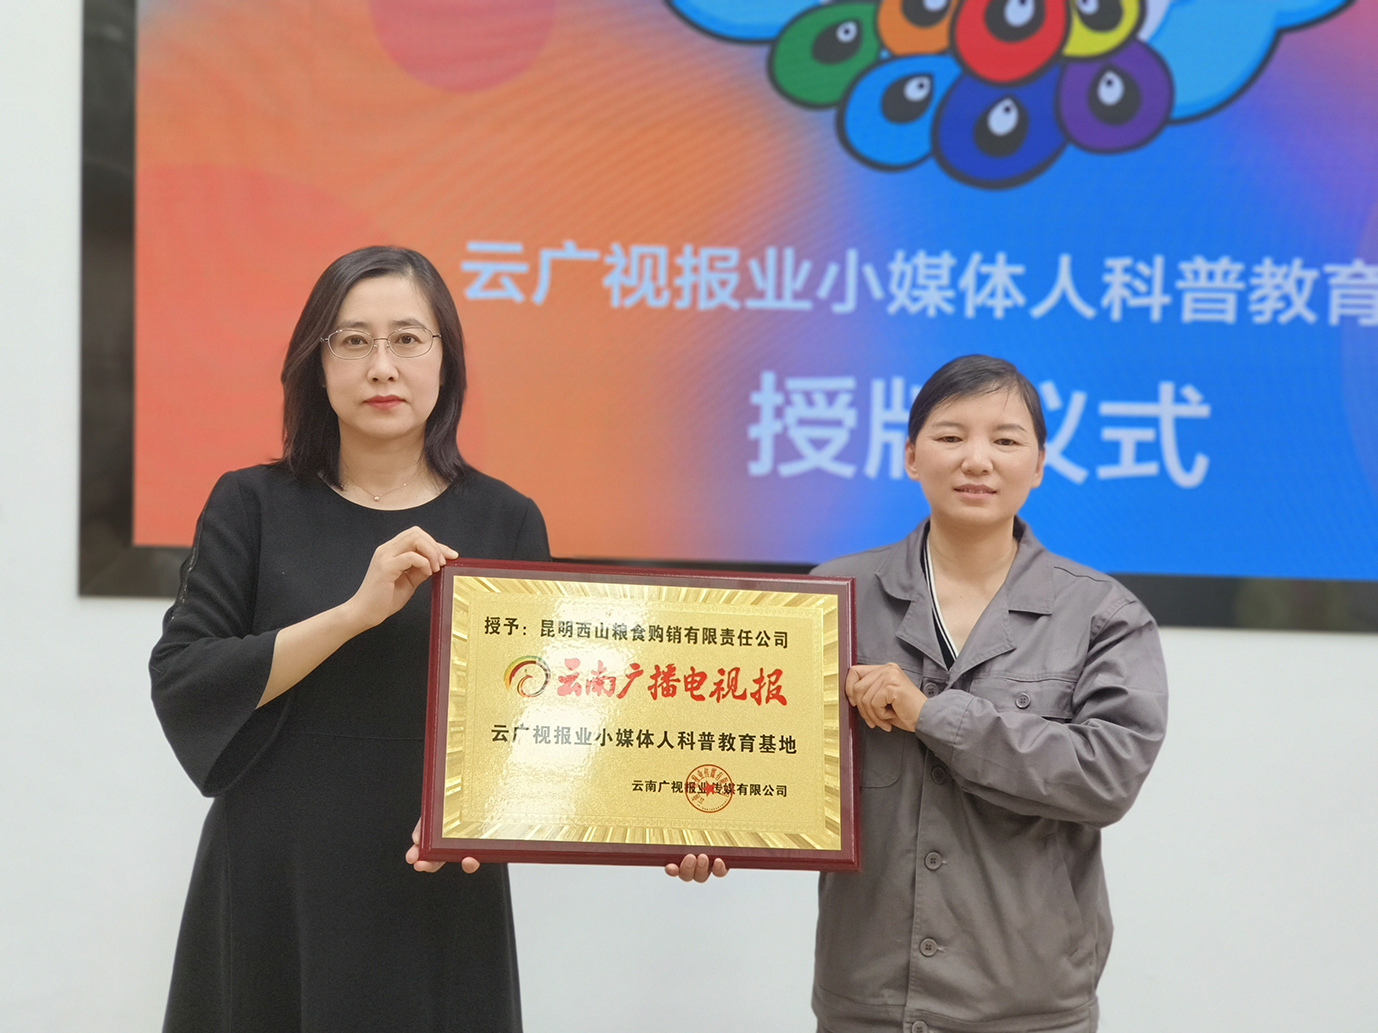 云广视报业小媒体人科普教育
授牌仪式
授予：昆明西山粮食购销有限责任公司
云南广播电视报
云广视报业小媒体人科普教育基地
云南广视报业传媒有限公司